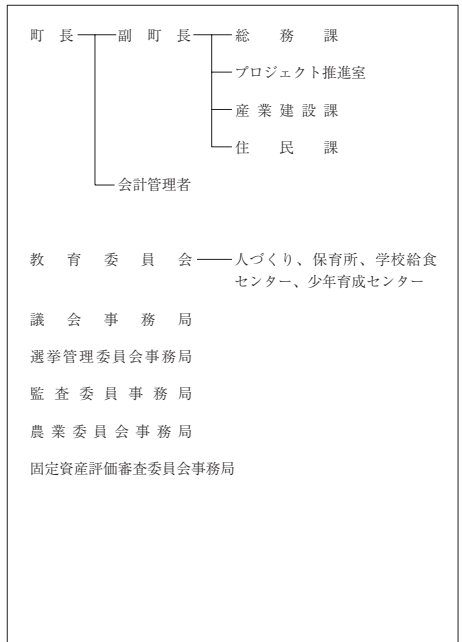 町長 副町長 総務課
プロジェクト推進室
産業建設課
住民課
会計管理者
教育委員会 人づくり、保育所、学校給食
センター、少年育成センター
議会事務局
選挙管理委員会事務局
監査委員事務局
農業委員会事務局
固定資産評価審査委員会事務局